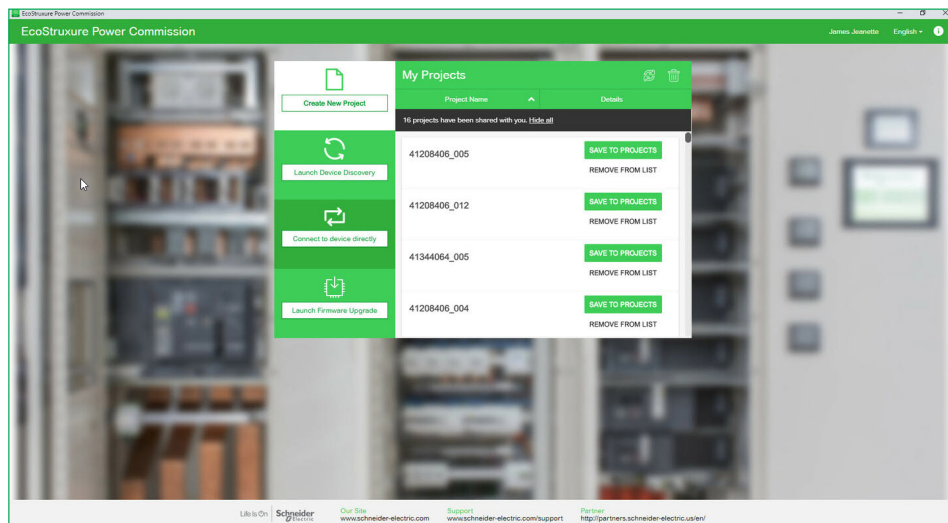 EcoStruxure Power Commission
EcoStruxure Power Commission
James Jeanette English
Create New Project
Launch Device Discovery
Connect to device directly
Launch Firmware Upgrade
My Projects
Project Name Details
16 projects have been shared with you. Hide all
41208406_005
SAVE TO PROJECTS
REMOVE FROM LIST
41208406_012
SAVE TO PROJECTS
REMOVE FROM LIST
41344064_005
SAVE TO PROJECTS
REMOVE FROM LIST
41208406_004
SAVE TO PROJECTS
REMOVE FROM LIST
Life Is On Schneider Electric
Our Site
www.schneider-electric.com
Support
www.schneider-electric.com/support
Partner
http://partners.schneider-electric.us/en/